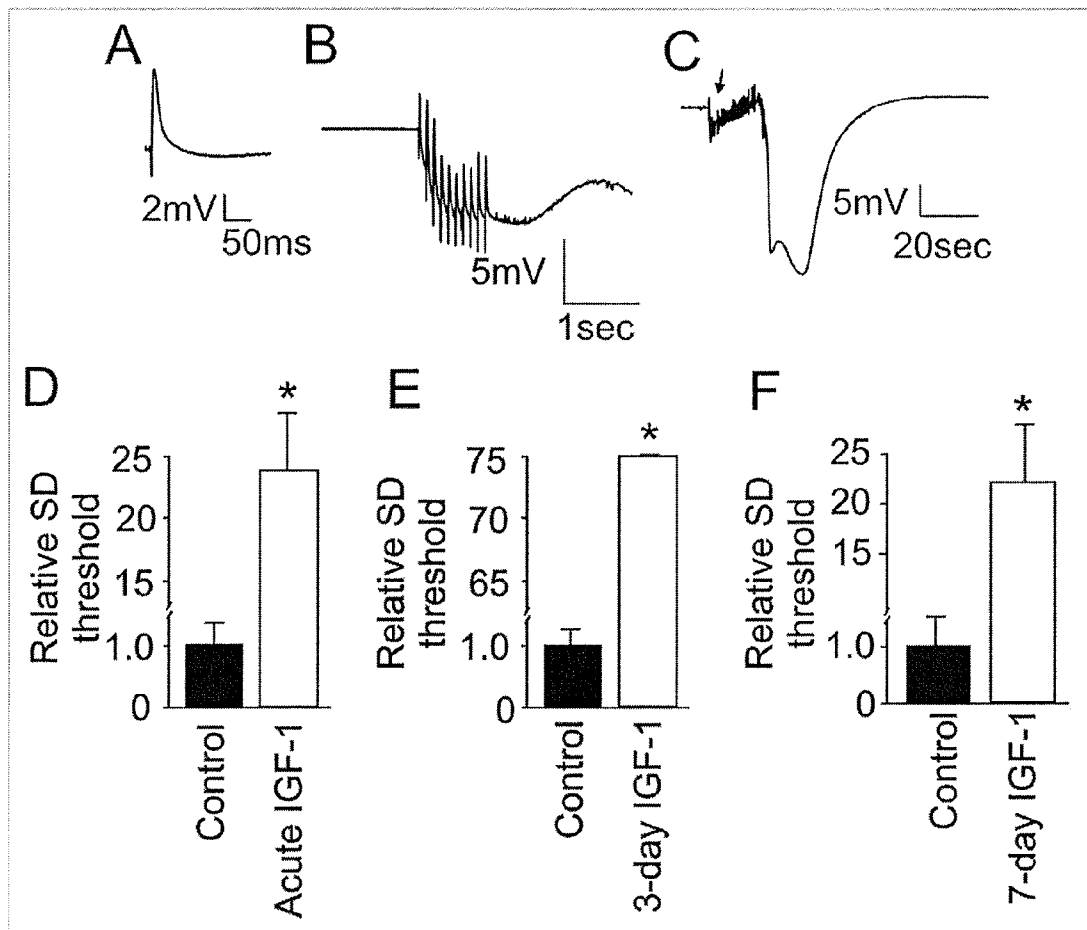 A
B
C
2mV
50ms
5mV
1sec
5mV
20sec
D
Relative SD
threshold
25
20
15
1.0
0
*
Control
Acute IGF-1
E
Relative SD
threshold
75
70
65
1.0
0
*
Control
3-day IGF-1
F
Relative SD
threshold
25
20
15
1.0
0
*
Control
7-day IGF-1